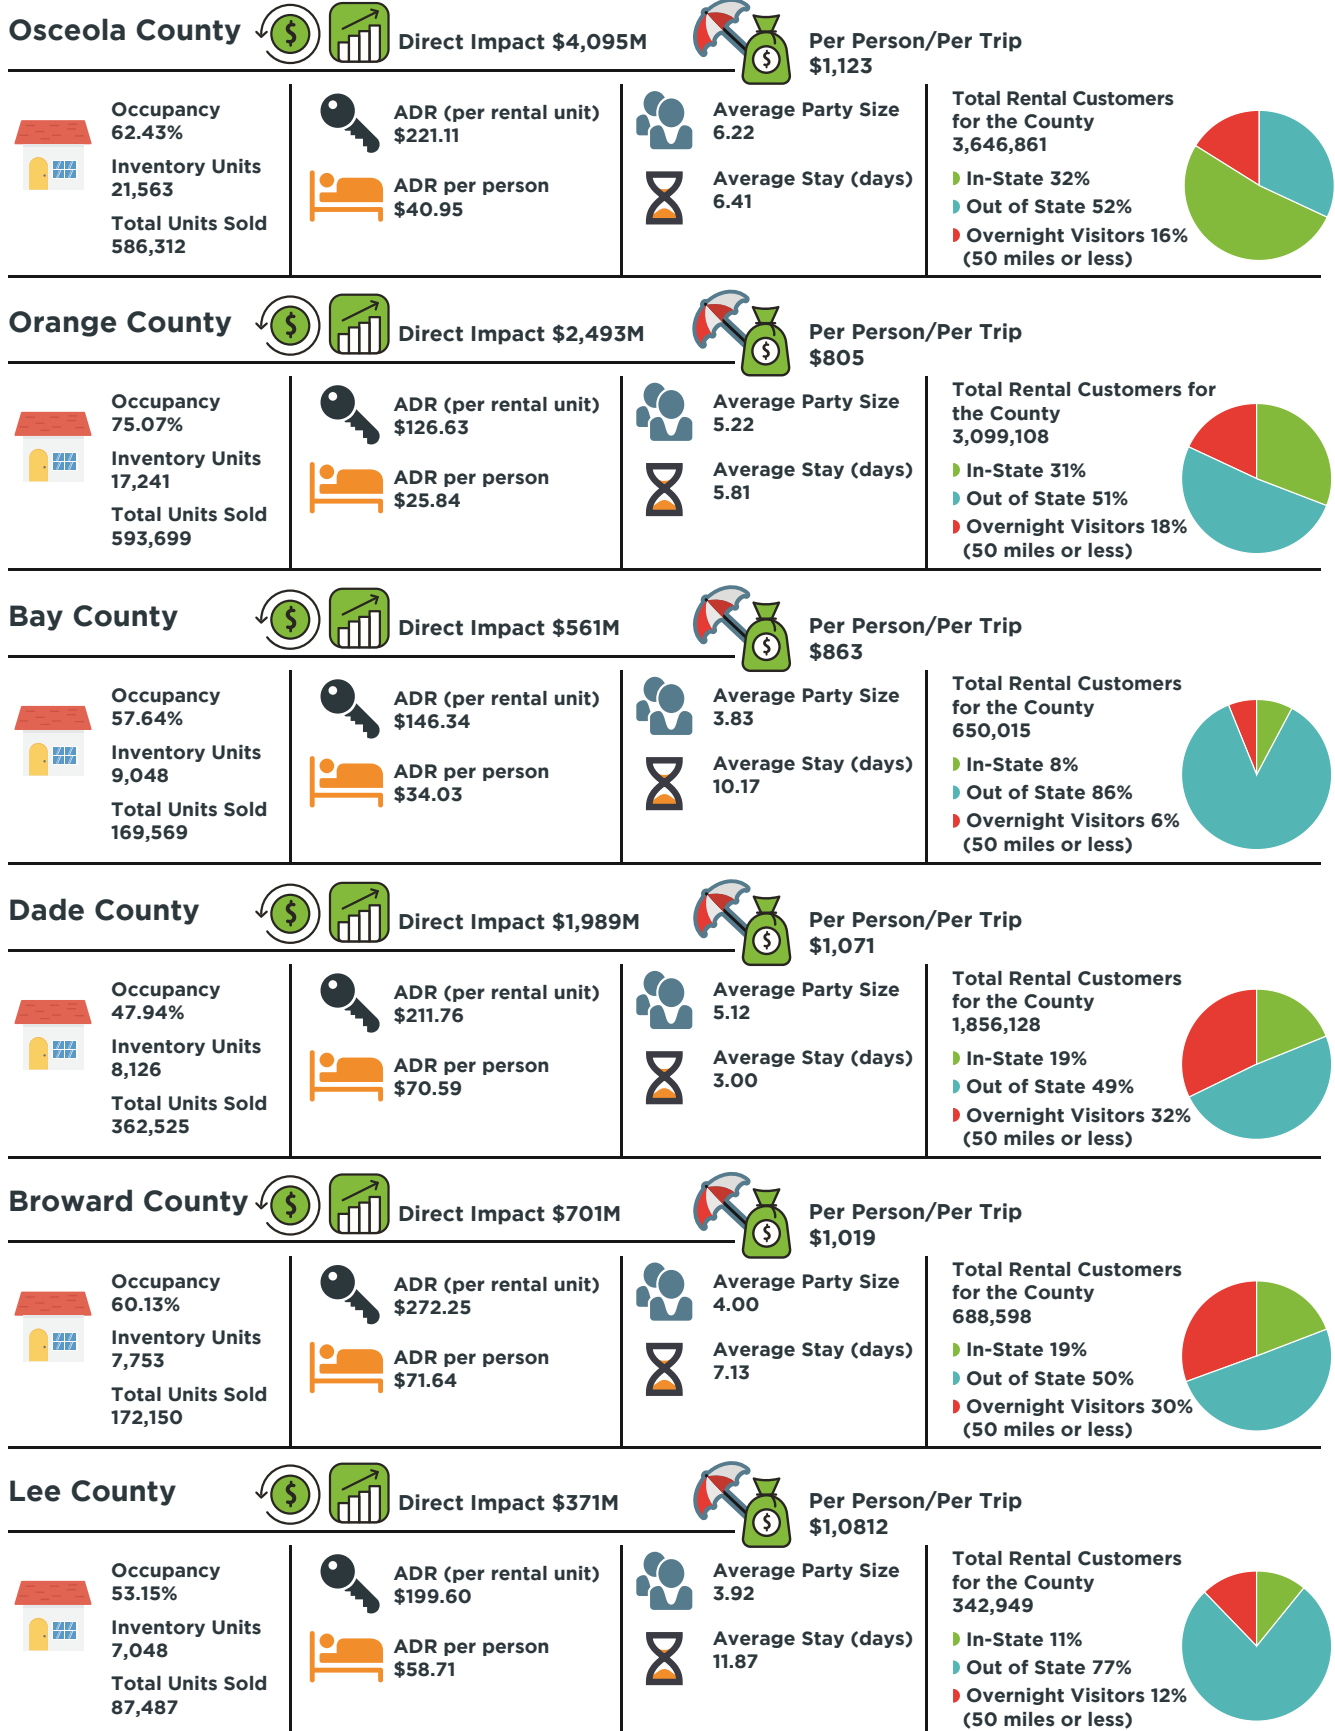 Osceola County
Direct Impact $4,095M
Per Person/Per Trip
$1,123
Occupancy
62.43%
Inventory Units
21,563
Total Units Sold
586,312
ADR (per rental unit)
$221.11
ADR per person
$40.95
Average Party Size
6.22
Average Stay (days)
6.41
Total Rental Customers
for the County
3,646,861
In-State 32%
Out of State 52%
Overnight Visitors 16%
(50 miles or less)
Orange County
Direct Impact $2,493M
Per Person/Per Trip
$805
Occupancy
75.07%
Inventory Units
17,241
Total Units Sold
593,699
ADR (per rental unit)
$126.63
ADR per person
$25.84
Average Party Size
5.22
Average Stay (days)
5.81
Total Rental Customers for
the County
3,099,108
In-State 31%
Out of State 51%
Overnight Visitors 18%
(50 miles or less)
Bay County
Direct Impact $561M
Per Person/Per Trip
$863
Occupancy
57.64%
Inventory Units
9,048
Total Units Sold
169,569
ADR (per rental unit)
$146.34
ADR per person
$34.03
Average Party Size
3.83
Average Stay (days)
10.17
Total Rental Customers
for the County
650,015
In-State 8%
Out of State 86%
Overnight Visitors 6%
(50 miles or less)
Dade County
Direct Impact $1,989M
Per Person/Per Trip
$1,071
Occupancy
47.94%
Inventory Units
8,126
Total Units Sold
362,525
ADR (per rental unit)
$211.76
ADR per person
$70.59
Average Party Size
5.12
Average Stay (days)
3.00
Total Rental Customers
for the County
1,856,128
In-State 19%
Out of State 49%
Overnight Visitors 32%
(50 miles or less)
Broward County
Direct Impact $701M
Per Person/Per Trip
$1,019
Occupancy
60.13%
Inventory Units
7,753
Total Units Sold
172,150
ADR (per rental unit)
$272.25
ADR per person
$71.64
Average Party Size
4.00
Average Stay (days)
7.13
Total Rental Customers
for the County
688,598
In-State 19%
Out of State 50%
Overnight Visitors 30%
(50 miles or less)
Lee County
Direct Impact $371M
Per Person/Per Trip
$1,0812
Occupancy
53.15%
Inventory Units
7,048
Total Units Sold
87,487
ADR (per rental unit)
$199.60
ADR per person
$58.71
Average Party Size
3.92
Average Stay (days)
11.87
Total Rental Customers
for the County
342,949
In-State 11%
Out of State 77%
Overnight Visitors 12%
(50 miles or less)